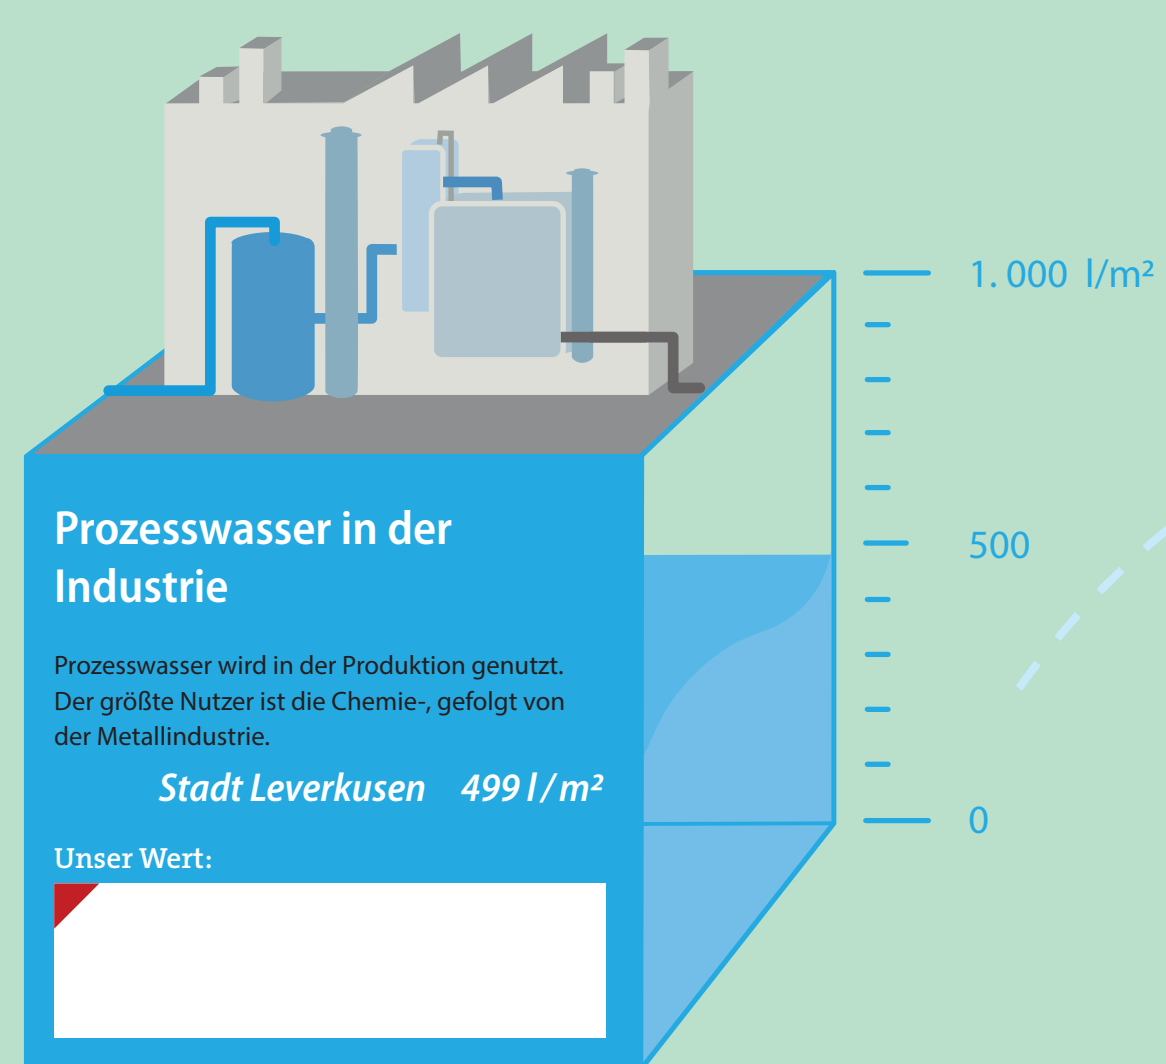 Prozesswasser in der
Industrie
Prozesswasser wird in der Produktion genutzt.
Der größte Nutzer ist die Chemie-, gefolgt von
der Metallindustrie.
Stadt Leverkusen 499 l / m²
Unser Wert:
1. 000 l/m²
500
0